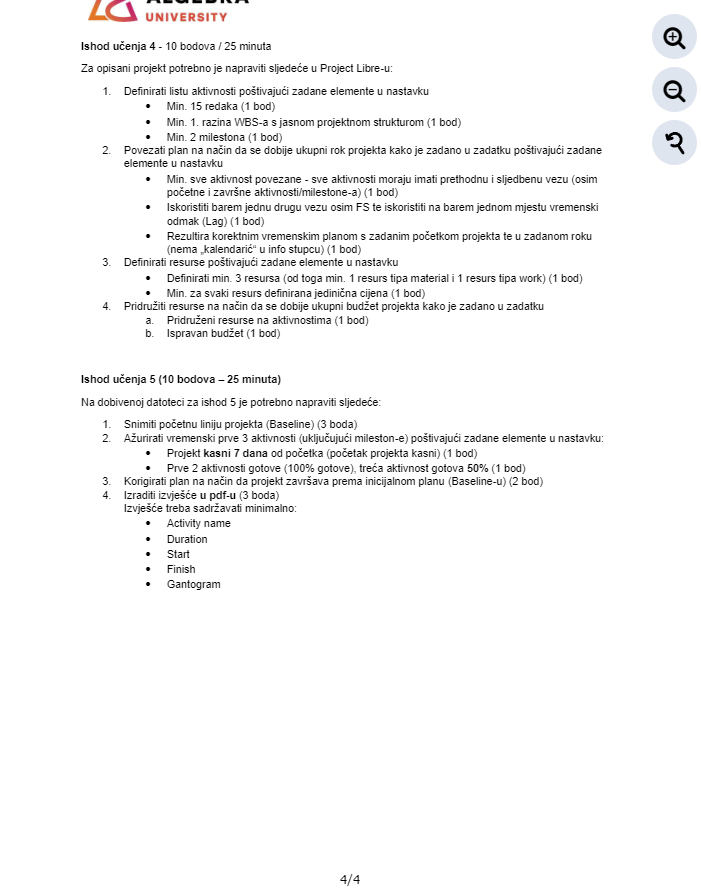 ALGEBRA
UNIVERSITY
Ishod učenja 4 - 10 bodova / 25 minuta
Za opisani projekt potrebno je napraviti sljedeće u Project Libre-u:
1. Definirati listu aktivnosti poštivajući zadane elemente u nastavku
• Min. 15 redaka (1 bod)
• Min. 1. razina WBS-a s jasnom projektnom strukturom (1 bod)
• Min. 2 milestona (1 bod)
2. Povezati plan na način da se dobije ukupni rok projekta kako je zadano u zadatku poštivajući zadane
elemente u nastavku
• Min. sve aktivnost povezane - sve aktivnosti moraju imati prethodnu i sljedbenu vezu (osim
početne i završne aktivnosti/milestone-a) (1 bod)
• Iskoristiti barem jednu drugu vezu osim FS te iskoristiti na barem jednom mjestu vremenski
odmak (Lag) (1 bod)
• Rezultira korektnim vremenskim planom s zadanim početkom projekta te u zadanom roku
(nema „kalendarić“ u info stupcu) (1 bod)
3. Definirati resurse poštivajući zadane elemente u nastavku
• Definirati min. 3 resursa (od toga min. 1 resurs tipa material i 1 resurs tipa work) (1 bod)
• Min. za svaki resurs definirana jedinična cijena (1 bod)
4. Pridružiti resurse na način da se dobije ukupni budžet projekta kako je zadano u zadatku
a. Pridruženi resurse na aktivnostima (1 bod)
b. Ispravan budžet (1 bod)
Ishod učenja 5 (10 bodova – 25 minuta)
Na dobivenoj datoteci za ishod 5 je potrebno napraviti sljedeće:
1. Snimiti početnu liniju projekta (Baseline) (3 boda)
2. Ažurirati vremenski prve 3 aktivnosti (uključujući mileston-e) poštivajući zadane elemente u nastavku:
• Projekt kasni 7 dana od početka (početak projekta kasni) (1 bod)
• Prve 2 aktivnosti gotove (100% gotove), treća aktivnost gotova 50% (1 bod)
3. Korigirati plan na način da projekt završava prema inicijalnom planu (Baseline-u) (2 bod)
4. Izraditi izvješće u pdf-u (3 boda)
Izvješće treba sadržavati minimalno:
• Activity name
• Duration
• Start
• Finish
• Gantogram
4/4